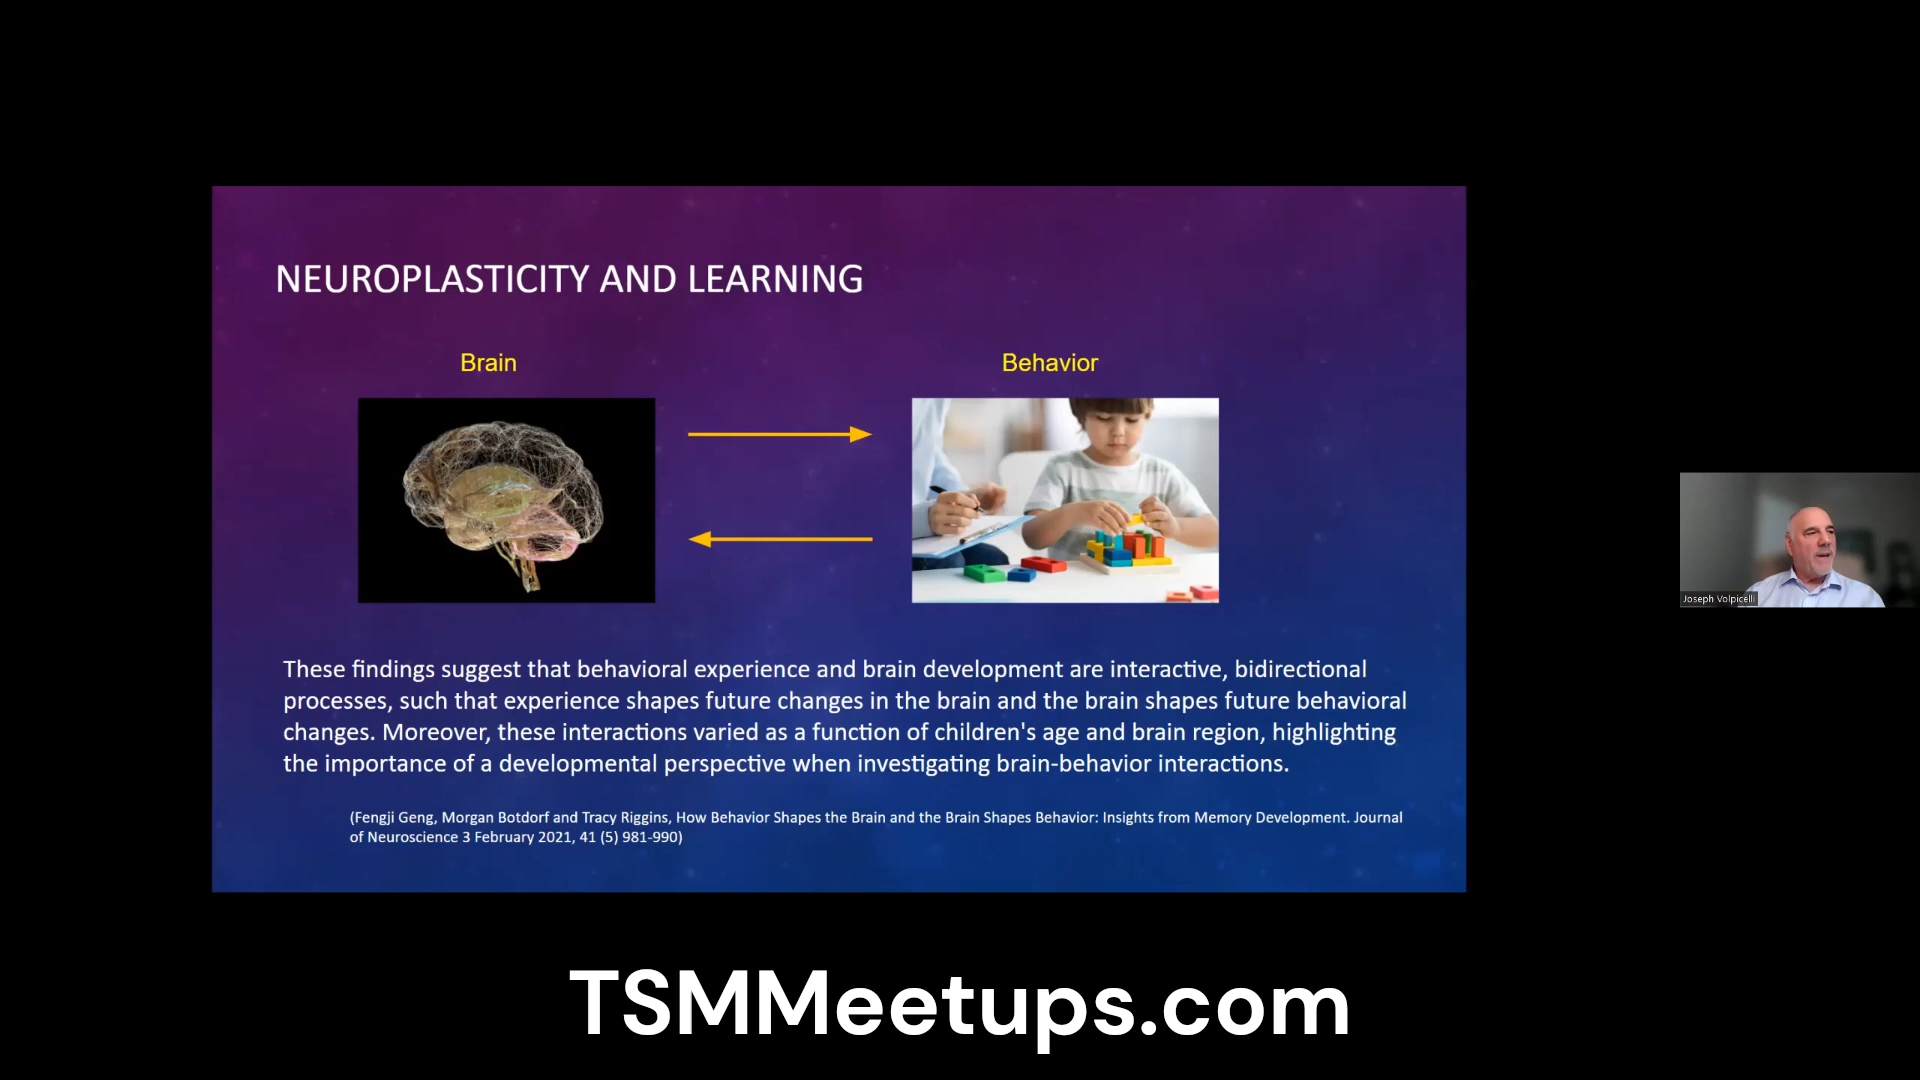 NEUROPLASTICITY AND LEARNING
Brain
Behavior
These findings suggest that behavioral experience and brain development are interactive, bidirectional
processes, such that experience shapes future changes in the brain and the brain shapes future behavioral
changes. Moreover, these interactions varied as a function of children's age and brain region, highlighting
the importance of a developmental perspective when investigating brain-behavior interactions.
(Fengji Geng, Morgan Botdorf and Tracy Riggins, How Behavior Shapes the Brain and the Brain Shapes Behavior: Insights from Memory Development. Journal
of Neuroscience 3 February 2021, 41 (5) 981-990)
Joseph Volpicelli
TSMMeetups.com